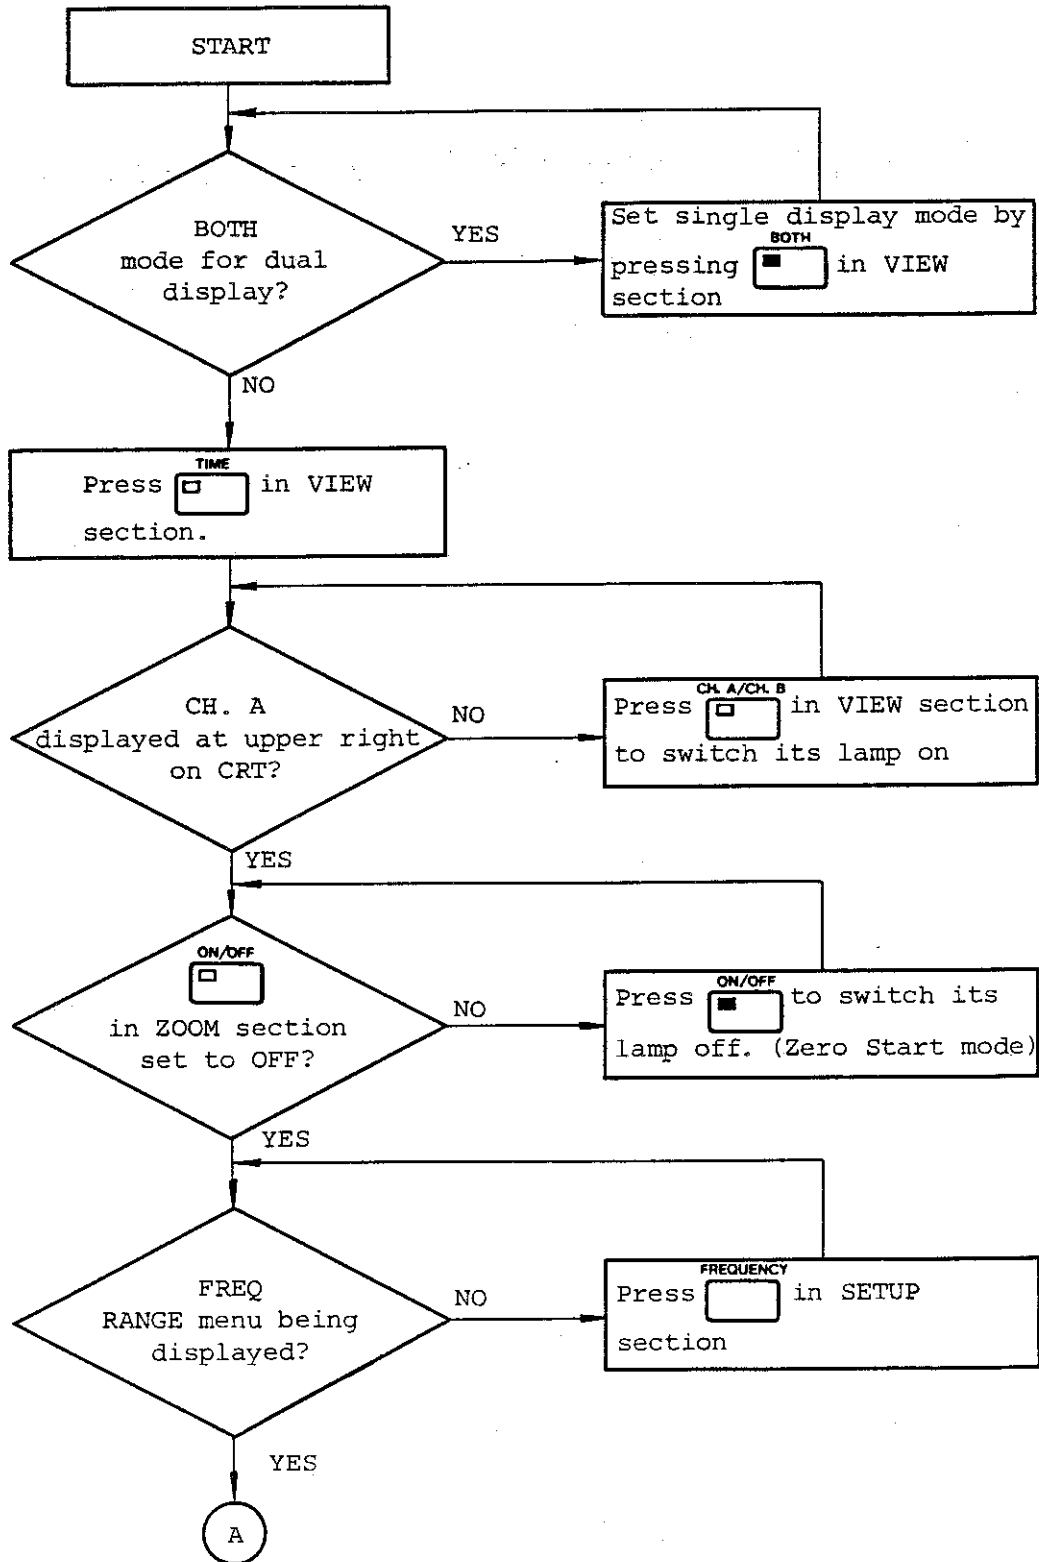 START
BOTH
mode for dual
display?
YES
Set single display mode by
BOTH
pressing in VIEW
section
NO
TIME
Press in VIEW
section.
CH. A
displayed at upper right
on CRT?
NO
CH. A/CH. B
Press in VIEW section
to switch its lamp on
YES
ON/OFF
in ZOOM section
set to OFF?
NO
ON/OFF
Press to switch its
lamp off. (Zero Start mode)
YES
FREQ
RANGE menu being
displayed?
NO
FREQUENCY
Press in SETUP
section
YES
A